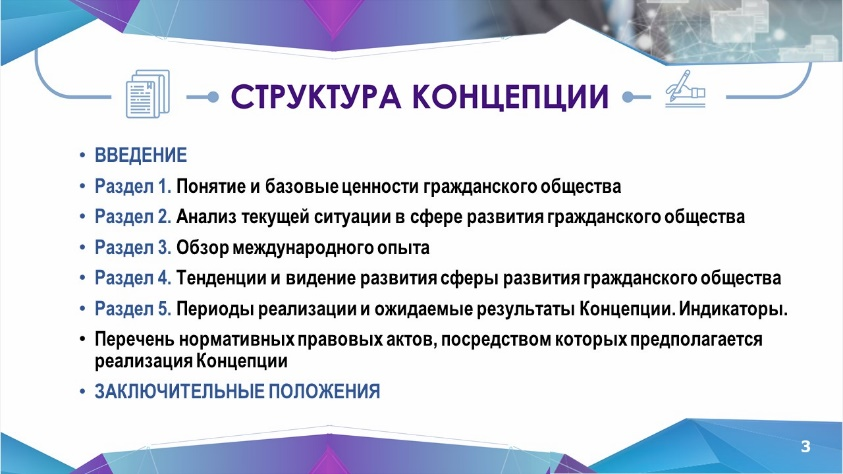 СТРУКТУРА КОНЦЕПЦИИ
• ВВЕДЕНИЕ
• Раздел 1. Понятие и базовые ценности гражданского общества
• Раздел 2. Анализ текущей ситуации в сфере развития гражданского общества
• Раздел 3. Обзор международного опыта
• Раздел 4. Тенденции и видение развития сферы развития гражданского общества
• Раздел 5. Периоды реализации и ожидаемые результаты Концепции. Индикаторы.
• Перечень нормативных правовых актов, посредством которых предполагается
реализация Концепции
• ЗАКЛЮЧИТЕЛЬНЫЕ ПОЛОЖЕНИЯ
3